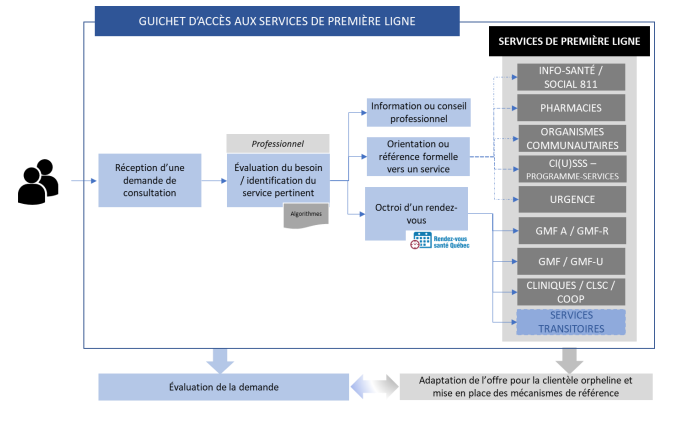 GUICHET D'ACCÈS AUX SERVICES DE PREMIÈRE LIGNE
SERVICES DE PREMIÈRE LIGNE
Réception d'une
demande de
consultation
Professionnel
Évaluation du besoin
/ identification du
service pertinent
Algorithmes
Information ou conseil
professionnel
Orientation ou
référence formelle
vers un service
Octroi d'un rendez-
vous
Rendez-vous
santé Québec
INFO-SANTÉ /
SOCIAL 811
PHARMACIES
ORGANISMES
COMMUNAUTAIRES
CI(U)SSS –
PROGRAMME-SERVICES
URGENCE
GMF A / GMF-R
GMF / GMF-U
CLINIQUES / CLSC /
COOP
SERVICES
TRANSITOIRES
Évaluation de la demande
Adaptation de l'offre pour la clientèle orpheline et
mise en place des mécanismes de référence